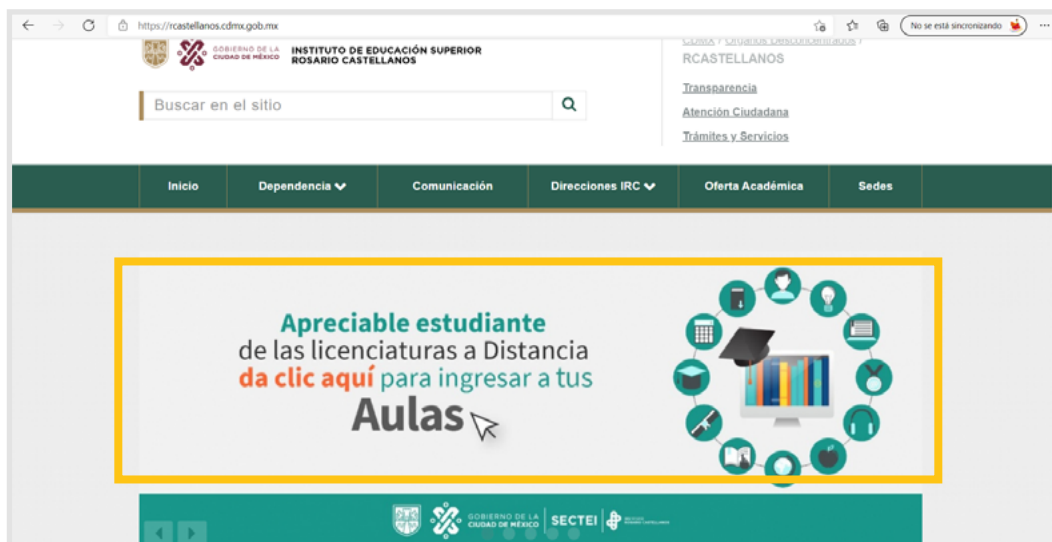 https://rcastellanos.cdmx.gob.mx
No se está sincronizando
GOBIERNO DE LA
CIUDAD DE MÉXICO
INSTITUTO DE EDUCACIÓN SUPERIOR
ROSARIO CASTELLANOS
CDMX / Órganos Desconcentrados /
RCASTELLANOS
Buscar en el sitio
Transparencia
Atención Ciudadana
Trámites y Servicios
Inicio
Dependencia
Comunicación
Direcciones IRC
Oferta Académica
Sedes
Apreciable estudiante
de las licenciaturas a Distancia
da clic aquí para ingresar a tus
Aulas
GOBIERNO DE LA
CIUDAD DE MÉXICO
SECTEI